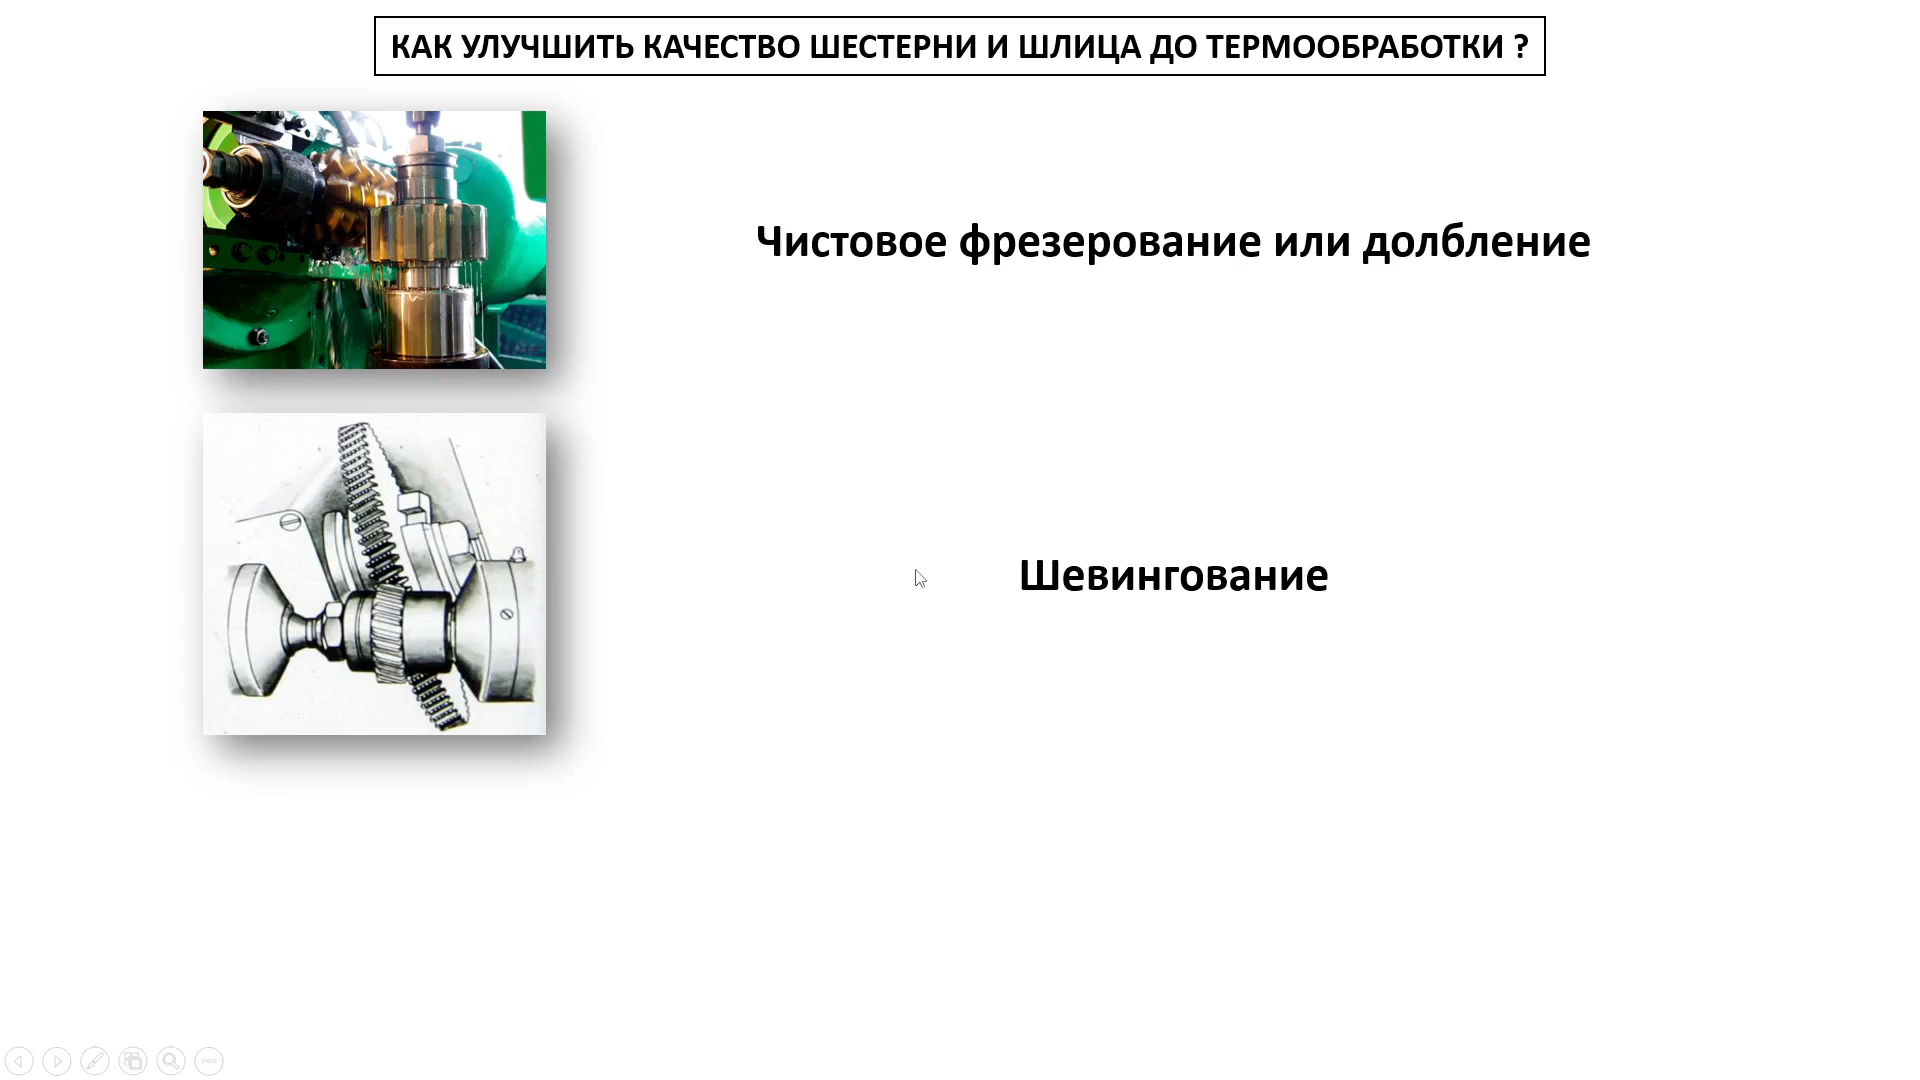 КАК УЛУЧШИТЬ КАЧЕСТВО ШЕСТЕРНИ И ШЛИЦА ДО ТЕРМООБРАБОТКИ ?
Чистовое фрезерование или долбление
Шевингование